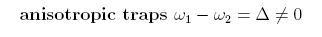 anisotropic traps ω₁ − ω₂ = Δ ≠ 0